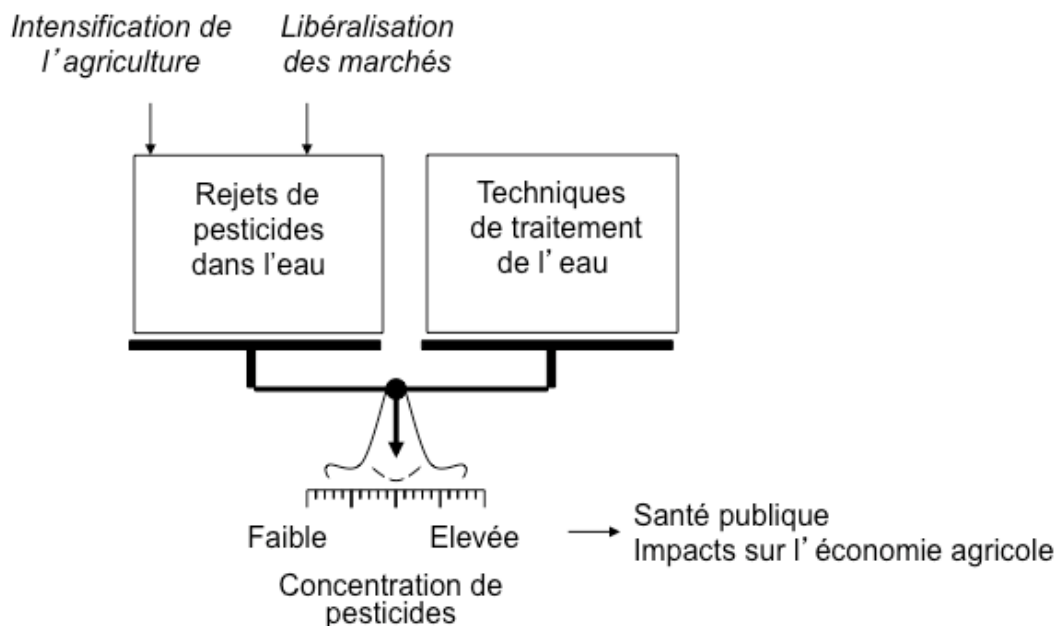 Intensification de
l’agriculture
Libéralisation
des marchés
Rejets de
pesticides
dans l’eau
Techniques
de traitement
de l’ eau
Faible
Elevée
Santé publique
Impacts sur l’ économie agricole
Concentration de
pesticides